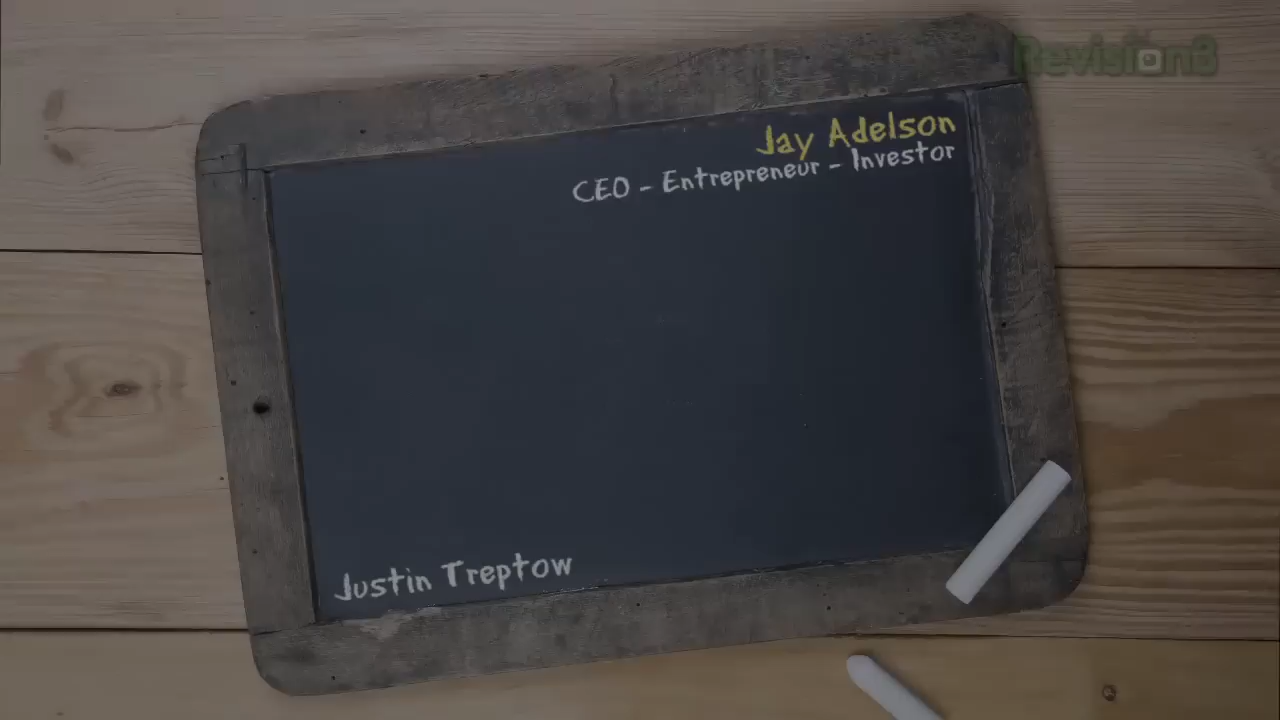 Revision3
Jay Adelson
CEO - Entrepreneur - Investor
Justin Treptow